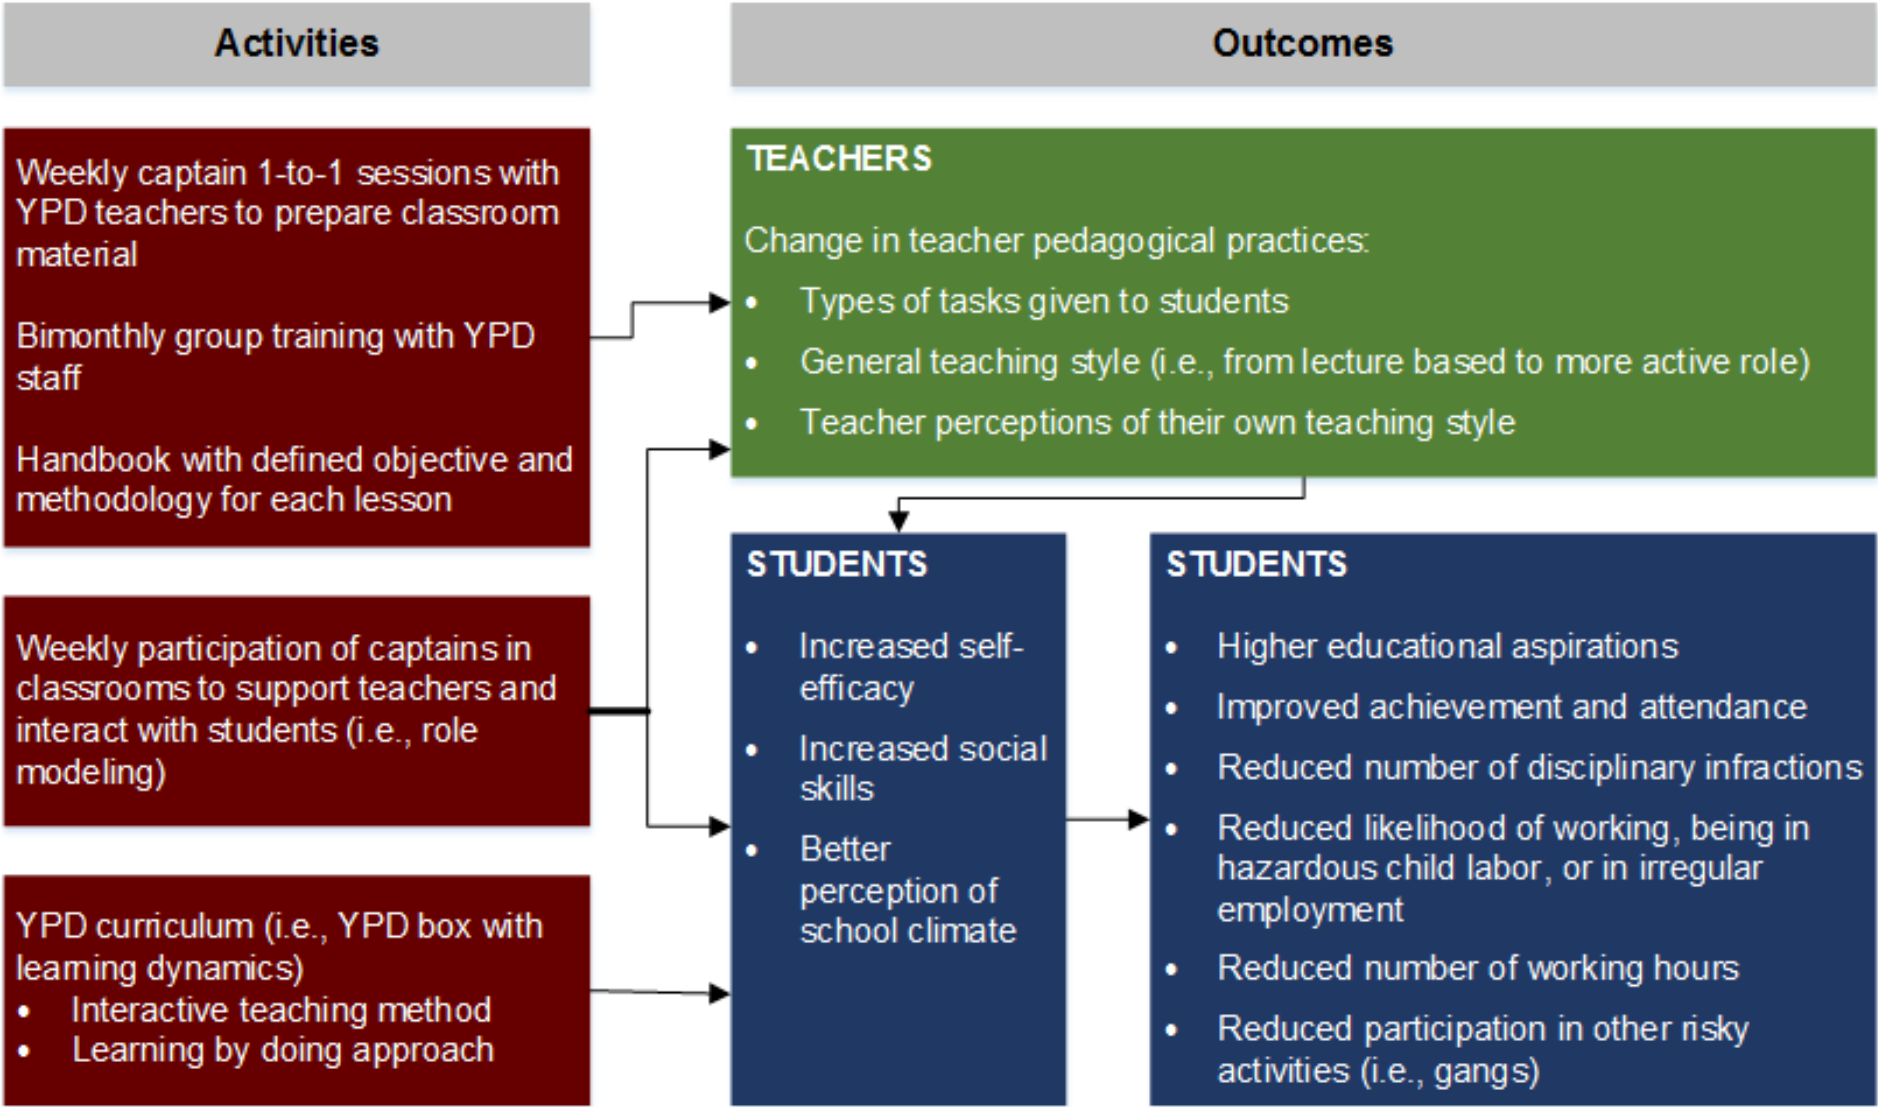 Activities
Outcomes
Weekly captain 1-to-1 sessions with
YPD teachers to prepare classroom
material
Bimonthly group training with YPD
staff
Handbook with defined objective and
methodology for each lesson
Weekly participation of captains in
classrooms to support teachers and
interact with students (i.e., role
modeling)
YPD curriculum (i.e., YPD box with
learning dynamics)
• Interactive teaching method
• Learning by doing approach
TEACHERS
Change in teacher pedagogical practices:
• Types of tasks given to students
• General teaching style (i.e., from lecture based to more active role)
• Teacher perceptions of their own teaching style
STUDENTS
• Increased self-
efficacy
• Increased social
skills
• Better
perception of
school climate
STUDENTS
• Higher educational aspirations
• Improved achievement and attendance
• Reduced number of disciplinary infractions
• Reduced likelihood of working, being in
hazardous child labor, or in irregular
employment
• Reduced number of working hours
• Reduced participation in other risky
activities (i.e., gangs)